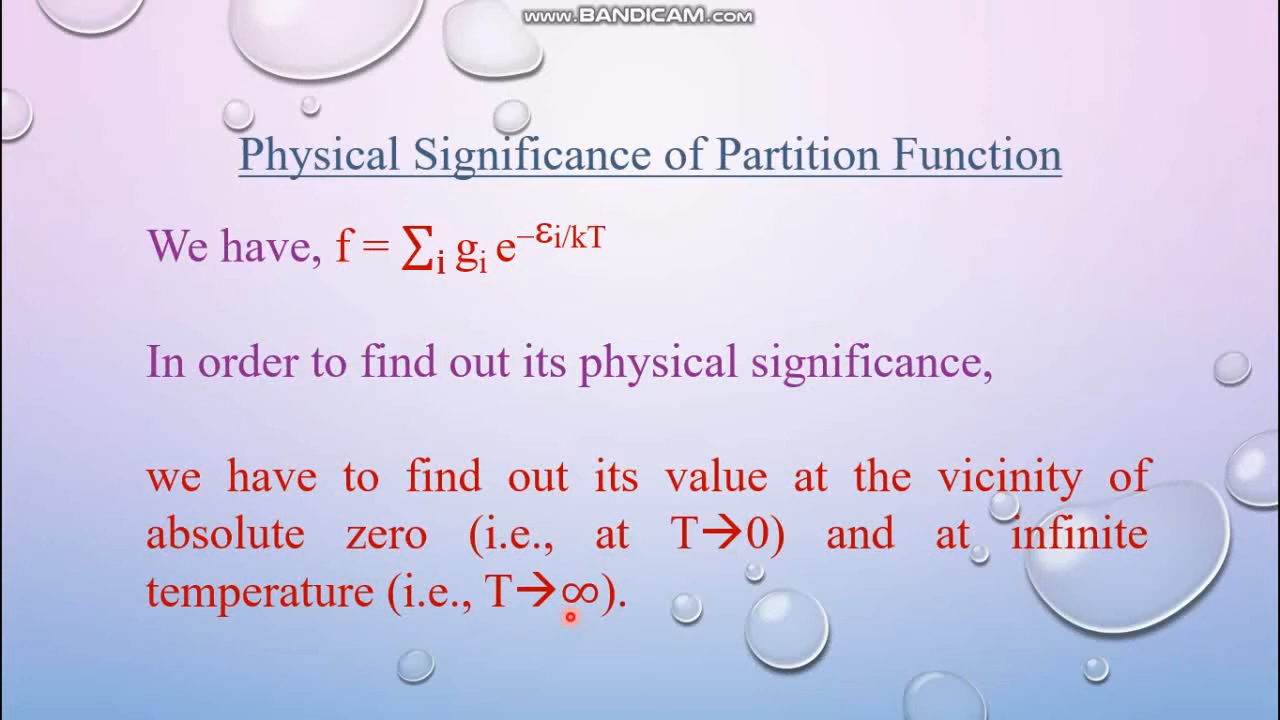 www.BANDICAM.com
Physical Significance of Partition Function
We have, f = ∑ᵢ gᵢ e^–εi/kT
In order to find out its physical significance,
we have to find out its value at the vicinity of
absolute zero (i.e., at T→0) and at infinite
temperature (i.e., T→∞).